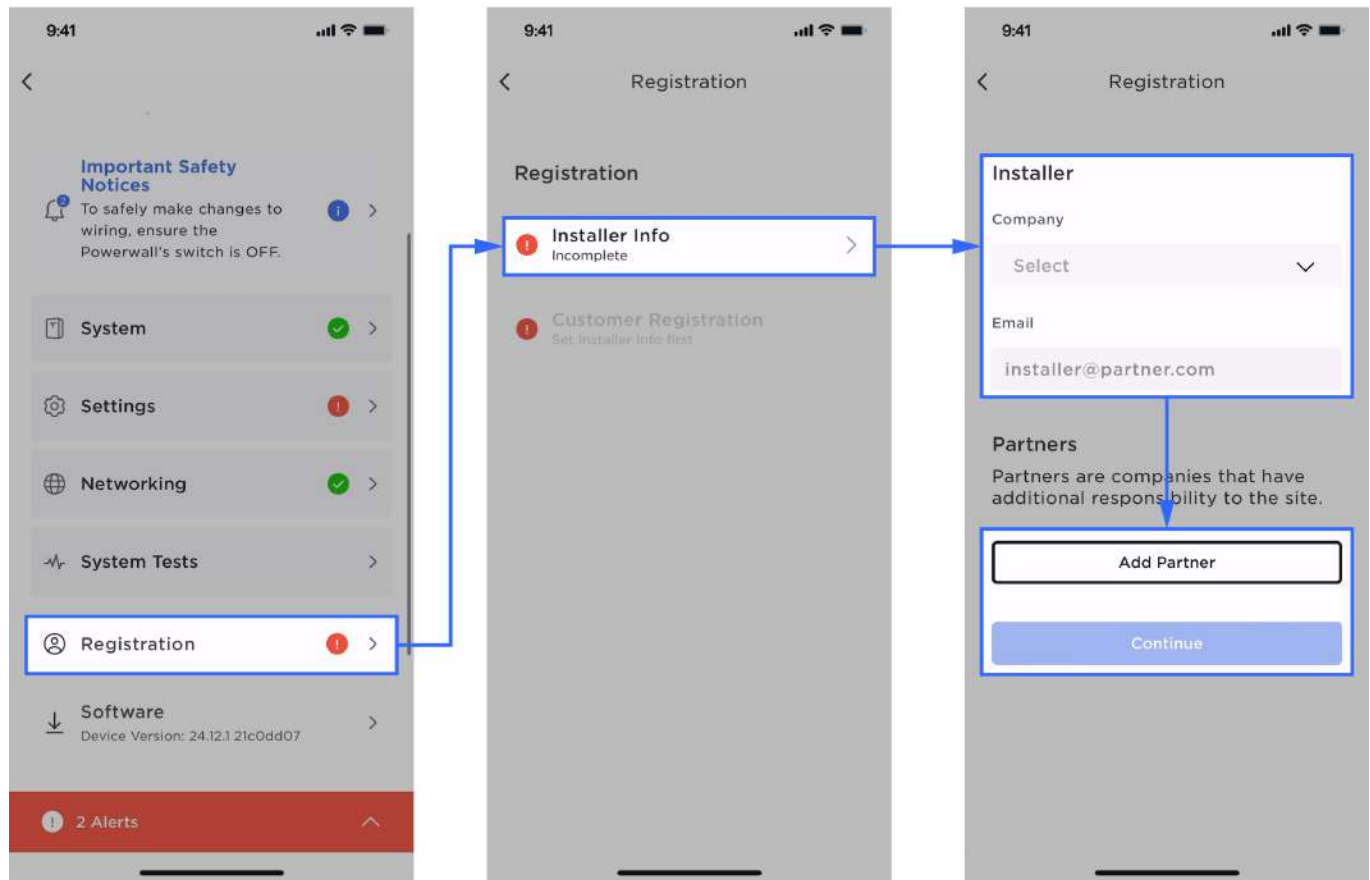 9:41
Important Safety
Notices
2
To safely make changes to
wiring, ensure the
Powerwall's switch is OFF.
System
Settings
Networking
System Tests
Registration
Software
Device Version: 24.12.1 21c0dd07
2 Alerts
9:41
Registration
Registration
Installer Info
Incomplete
Customer Registration
Set Installer Info first
9:41
Registration
Installer
Company
Select
Email
installer@partner.com
Partners
Partners are companies that have
additional responsibility to the site.
Add Partner
Continue